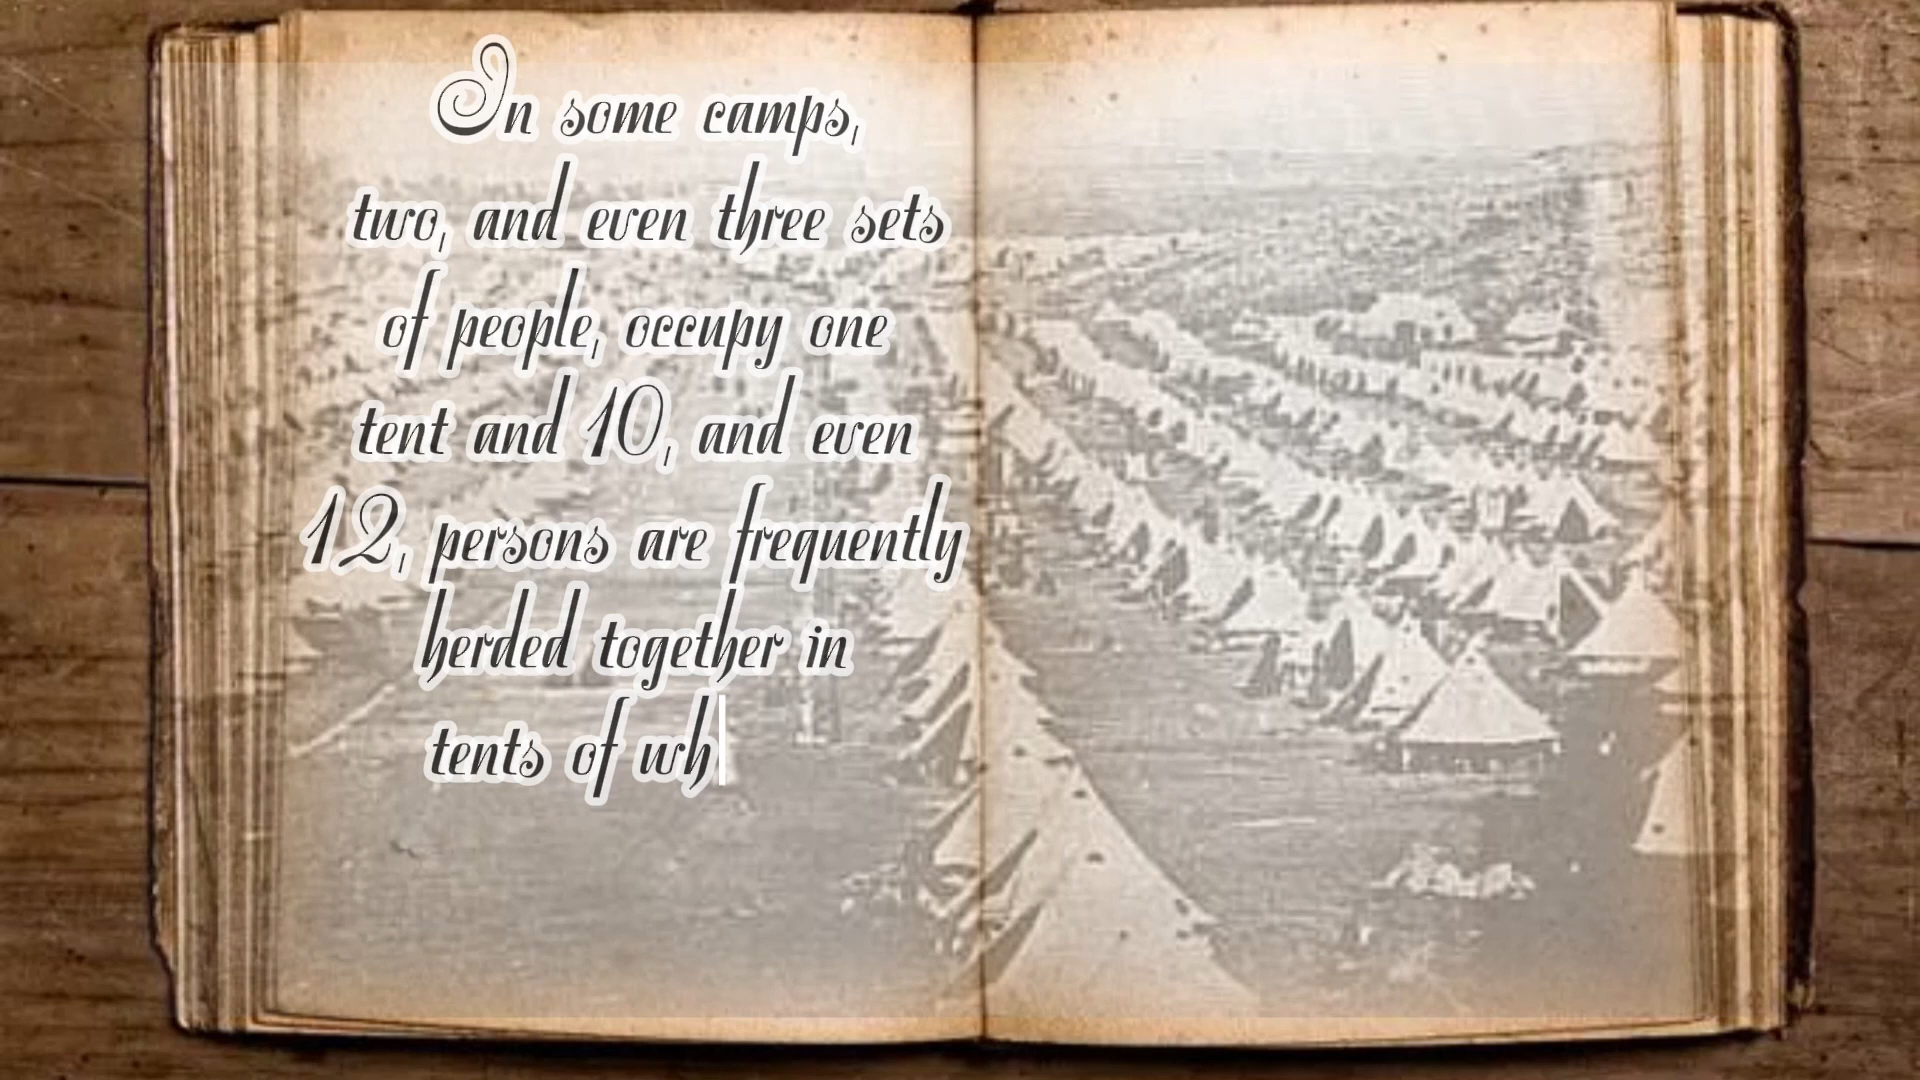 In some camps,
two, and even three sets
of people, occupy one
tent and 10, and even
12, persons are frequently
herded together in
tents of wh